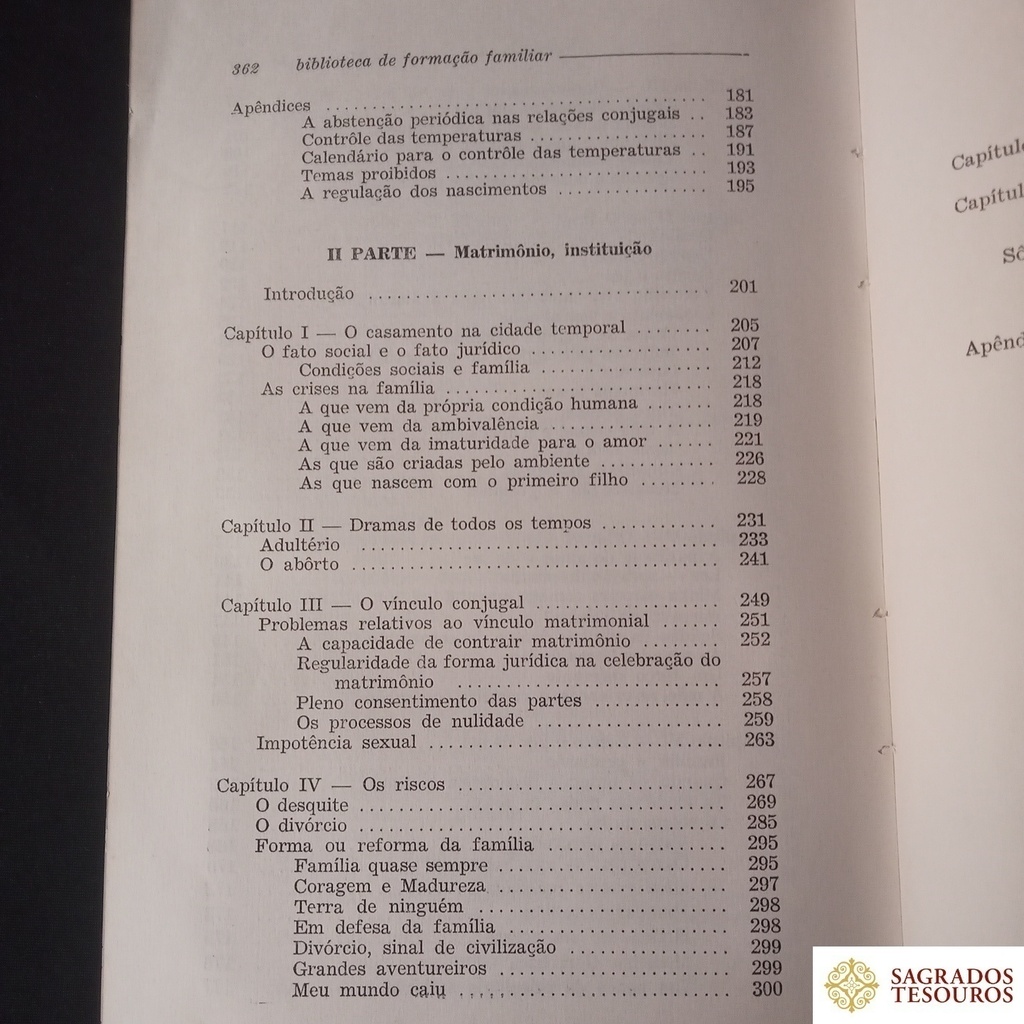 362 biblioteca de formação familiar
Apêndices ........................................ 181
A abstenção periódica nas relações conjugais .. 183
Contrôle das temperaturas .................... 187
Calendário para o contrôle das temperaturas .. 191
Temas proibidos ............................. 193
A regulação dos nascimentos ................. 195
II PARTE — Matrimônio, instituição
Introdução .................................... 201
Capítulo I — O casamento na cidade temporal ........ 205
O fato social e o fato jurídico .................... 207
Condições sociais e família .................. 212
As crises na família ............................. 218
A que vem da própria condição humana ....... 218
A que vem da ambivalência .................. 219
A que vem da imaturidade para o amor ...... 221
As que são criadas pelo ambiente ............. 226
As que nascem com o primeiro filho ........ 228
Capítulo II — Dramas de todos os tempos ............ 231
Adultério ....................................... 233
O abôrto ........................................ 241
Capítulo III — O vínculo conjugal .................... 249
Problemas relativos ao vínculo matrimonial ...... 251
A capacidade de contrair matrimônio ........ 252
Regularidade da forma jurídica na celebração do
matrimônio ............................ 257
Pleno consentimento das partes ............. 258
Os processos de nulidade .................... 259
Impotência sexual ................................ 263
Capítulo IV — Os riscos ............................. 267
O desquite ........................................ 269
O divórcio ........................................ 285
Forma ou reforma da família .................... 295
Família quase sempre ......................... 295
Coragem e Madureza ......................... 297
Terra de ninguém ........................... 298
Em defesa da família ......................... 298
Divórcio, sinal de civilização ................. 299
Grandes aventureiros ......................... 299
Meu mundo caiu .............................. 300
SAGRADOS
TESOUROS